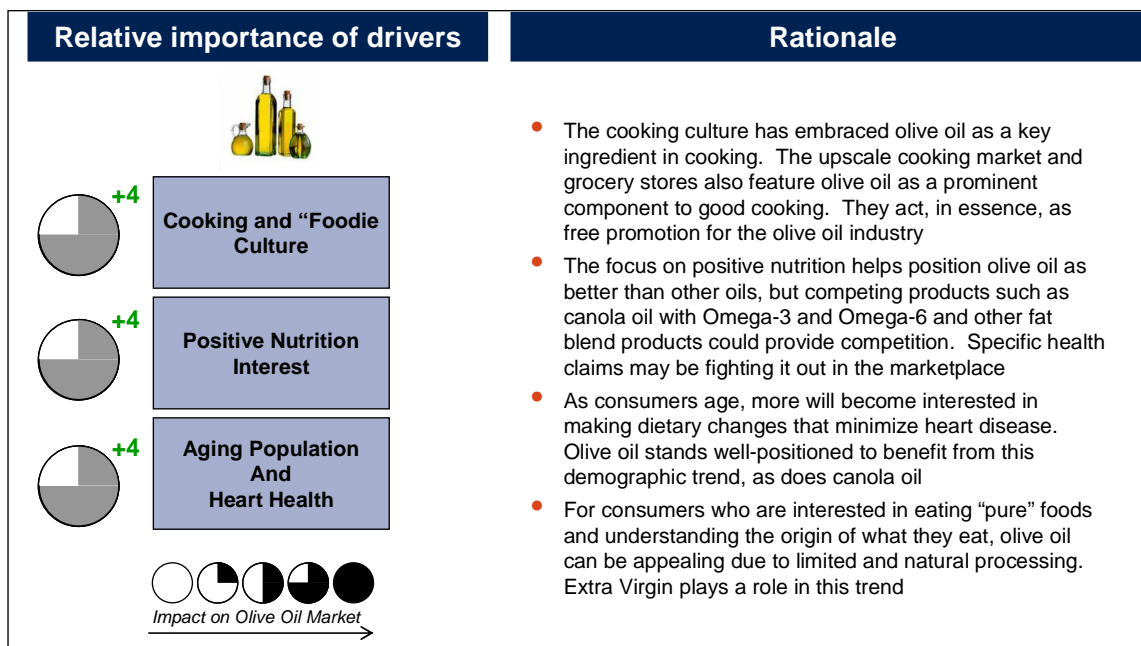 Relative importance of drivers
Rationale
+4
Cooking and “Foodie
Culture
+4
Positive Nutrition
Interest
+4
Aging Population
And
Heart Health
Impact on Olive Oil Market
• The cooking culture has embraced olive oil as a key
ingredient in cooking. The upscale cooking market and
grocery stores also feature olive oil as a prominent
component to good cooking. They act, in essence, as
free promotion for the olive oil industry
• The focus on positive nutrition helps position olive oil as
better than other oils, but competing products such as
canola oil with Omega-3 and Omega-6 and other fat
blend products could provide competition. Specific health
claims may be fighting it out in the marketplace
• As consumers age, more will become interested in
making dietary changes that minimize heart disease.
Olive oil stands well-positioned to benefit from this
demographic trend, as does canola oil
• For consumers who are interested in eating “pure” foods
and understanding the origin of what they eat, olive oil
can be appealing due to limited and natural processing.
Extra Virgin plays a role in this trend